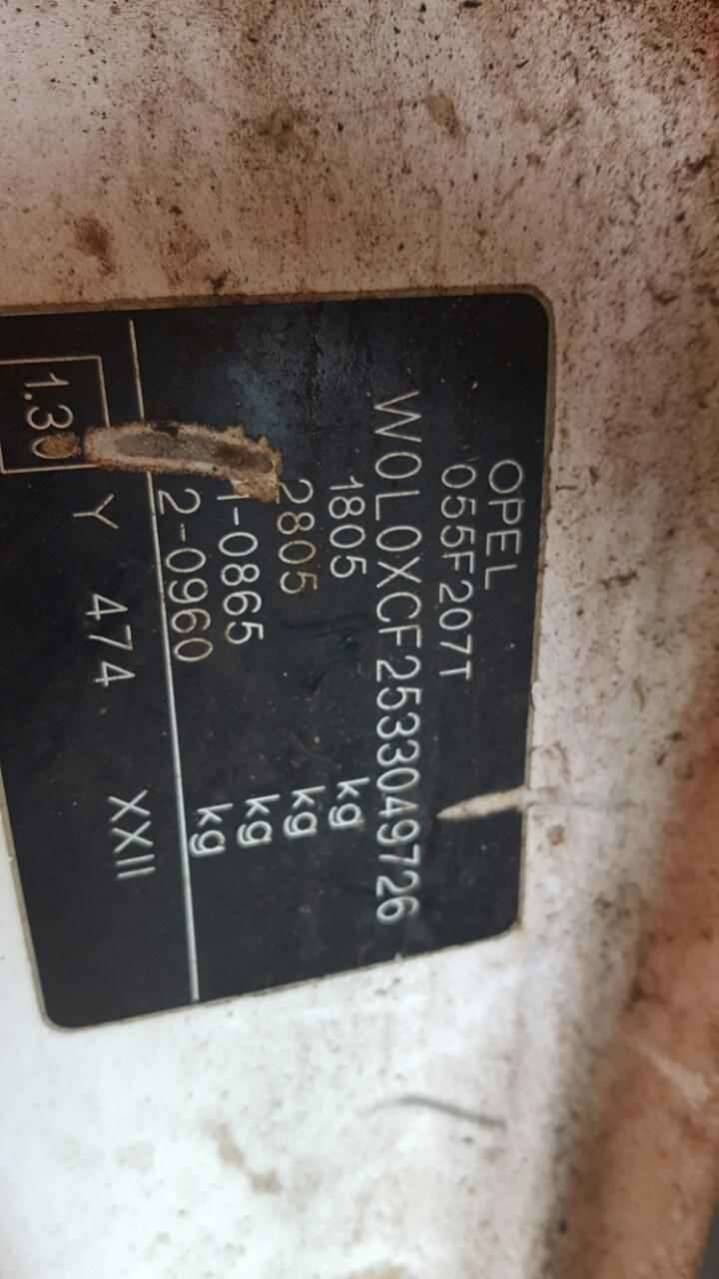 OPEL
055F207T
W0L0XCF2533049726
1805 kg
2805 kg
1-0865 kg
2-0960 kg
Y 474 XXII